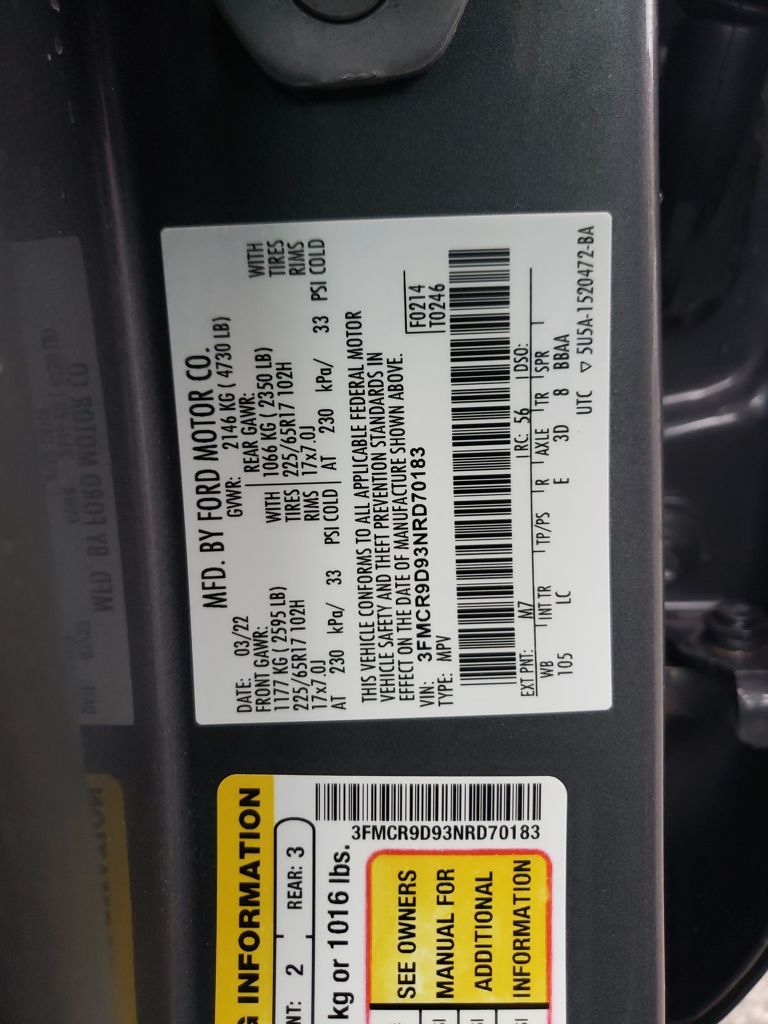 MFD. BY FORD MOTOR CO.
DATE: 03/22 GVWR: 2146 KG ( 4730 LB)
FRONT GAWR: REAR GAWR:
1177 KG ( 2595 LB) WITH 1066 KG ( 2350 LB) WITH
225/65R17 102H TIRES 225/65R17 102H TIRES
17x7.0J RIMS 17x7.0J RIMS
AT 230 kPa/ 33 PSI COLD AT 230 kPa/ 33 PSI COLD
THIS VEHICLE CONFORMS TO ALL APPLICABLE FEDERAL MOTOR
VEHICLE SAFETY AND THEFT PREVENTION STANDARDS IN
EFFECT ON THE DATE OF MANUFACTURE SHOWN ABOVE.
VIN: 3FMCR9D93NRD70183 F0214
TYPE: MPV T0246
EXT PNT: M7 RC: 56 DSO:
WB INT TR TP/PS R AXLE TR SPR
105 LC E 3D 8 BBAA
UTC ▽ 5U5A-1520472-BA
G INFORMATION
NT: 2 REAR: 3
kg or 1016 lbs.
3FMCR9D93NRD70183
SEE OWNERS
MANUAL FOR
ADDITIONAL
INFORMATION